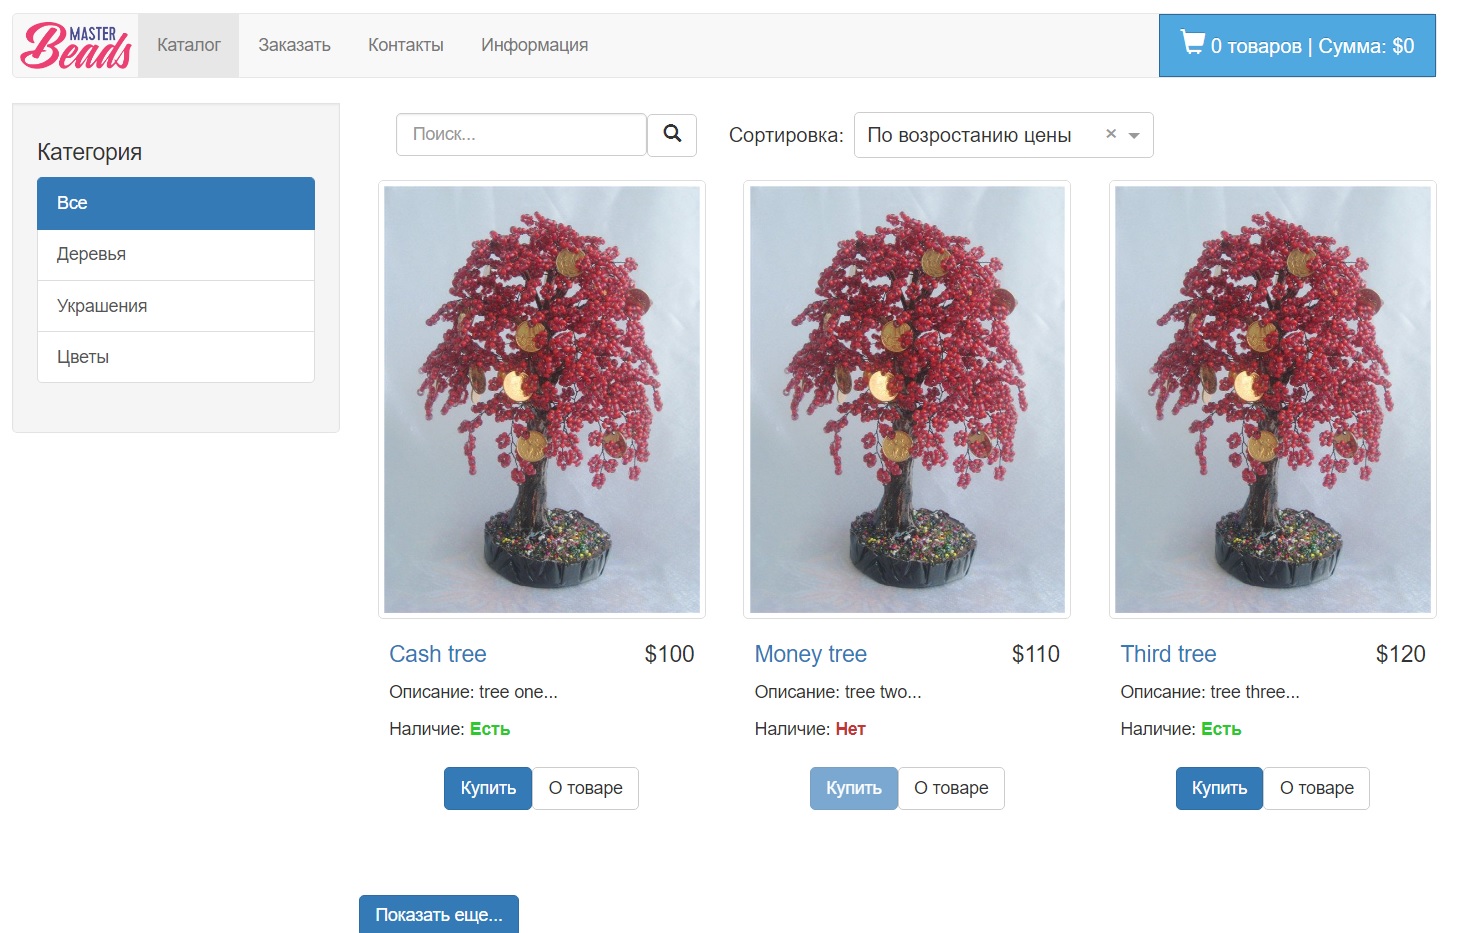 MASTER
Beads
Каталог
Заказать
Контакты
Информация
0 товаров | Сумма: $0
Категория
Все
Деревья
Украшения
Цветы
Поиск...
Сортировка:
По возростанию цены
×
Cash tree $100
Описание: tree one...
Наличие: Есть
Купить
О товаре
Money tree $110
Описание: tree two...
Наличие: Нет
Купить
О товаре
Third tree $120
Описание: tree three...
Наличие: Есть
Купить
О товаре
Показать еще...